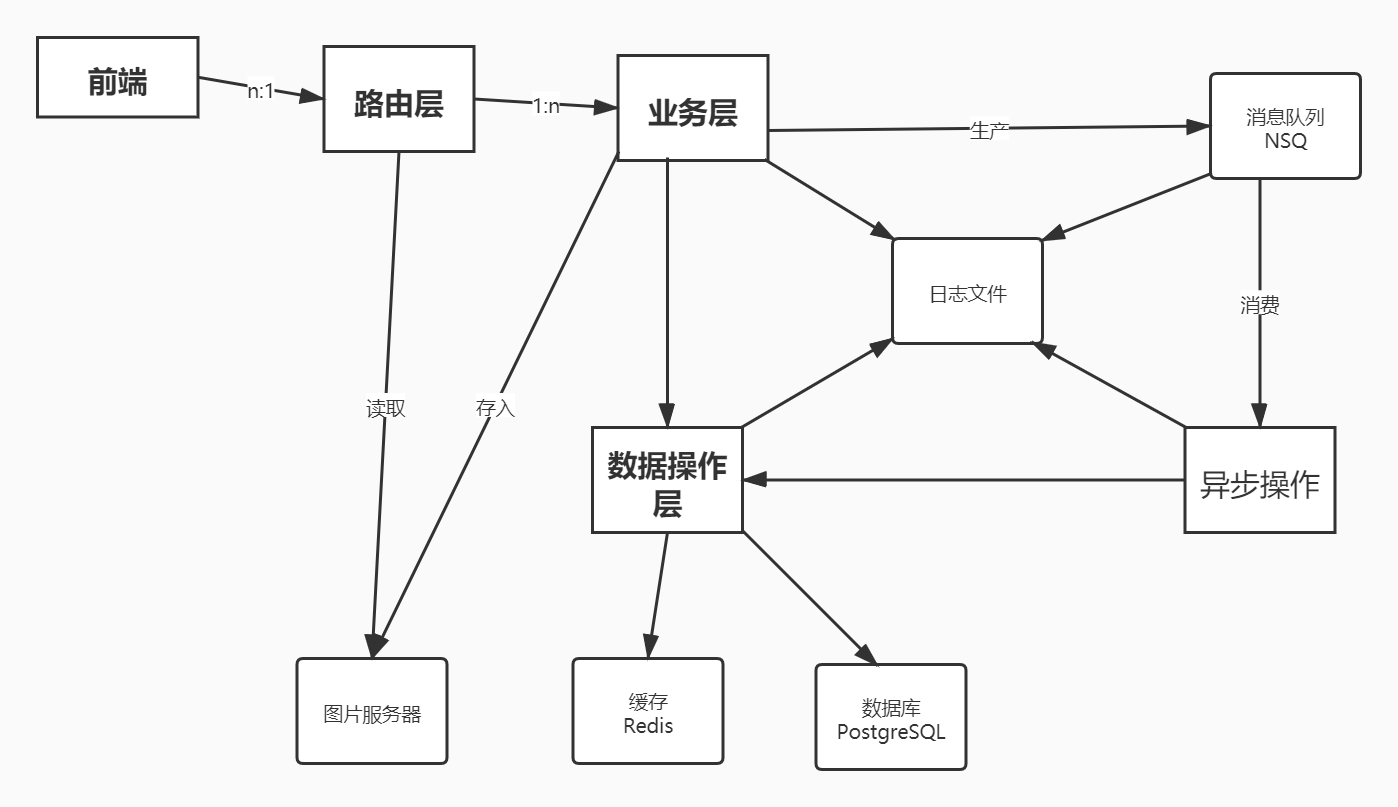 前端
n:1
路由层
1:n
业务层
生产
消息队列
NSQ
日志文件
消费
读取
存入
数据操作
层
异步操作
图片服务器
缓存
Redis
数据库
PostgreSQL